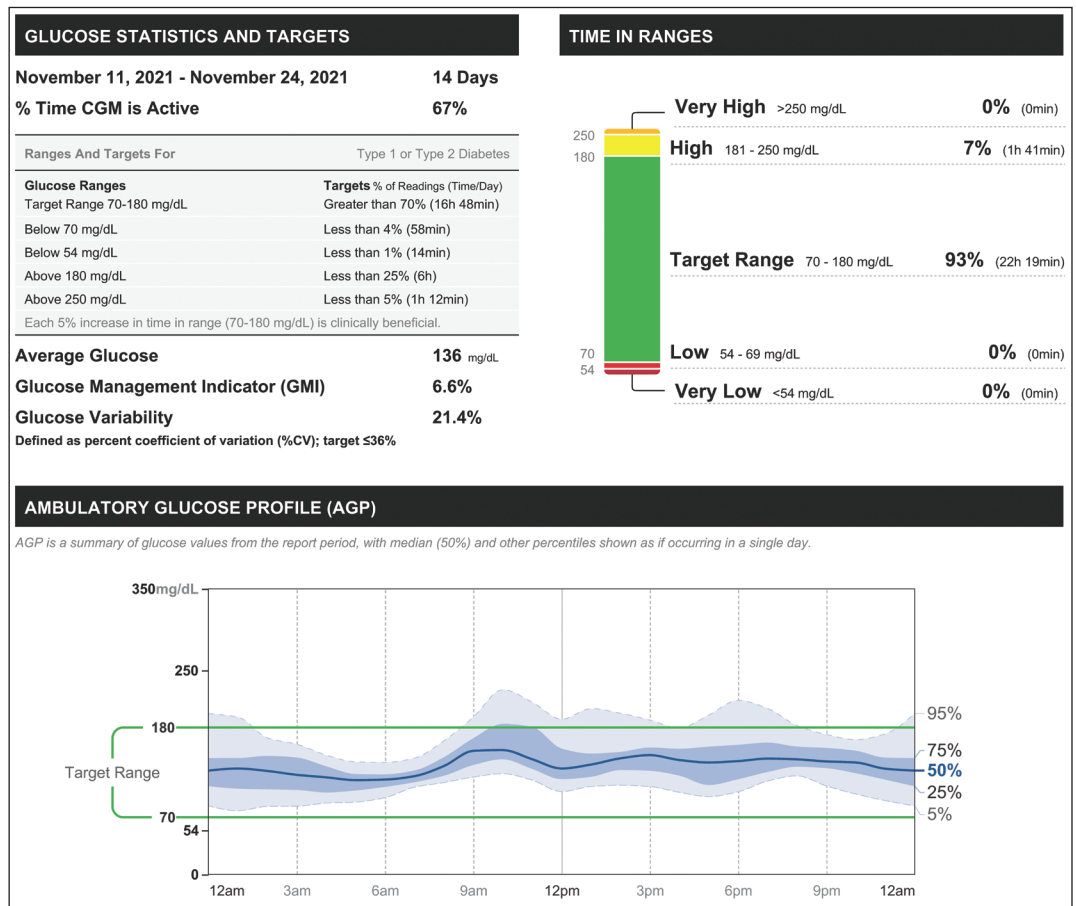 GLUCOSE STATISTICS AND TARGETS
November 11, 2021 - November 24, 2021 14 Days
% Time CGM is Active 67%
Ranges And Targets For Type 1 or Type 2 Diabetes
Glucose Ranges Targets % of Readings (Time/Day)
Target Range 70-180 mg/dL Greater than 70% (16h 48min)
Below 70 mg/dL Less than 4% (58min)
Below 54 mg/dL Less than 1% (14min)
Above 180 mg/dL Less than 25% (6h)
Above 250 mg/dL Less than 5% (1h 12min)
Each 5% increase in time in range (70-180 mg/dL) is clinically beneficial.
Average Glucose 136 mg/dL
Glucose Management Indicator (GMI) 6.6%
Glucose Variability 21.4%
Defined as percent coefficient of variation (%CV); target ≤36%
TIME IN RANGES
Very High >250 mg/dL 0% (0min)
250
High 181 - 250 mg/dL 7% (1h 41min)
180
Target Range 70 - 180 mg/dL 93% (22h 19min)
70
Low 54 - 69 mg/dL 0% (0min)
54
Very Low <54 mg/dL 0% (0min)
AMBULATORY GLUCOSE PROFILE (AGP)
AGP is a summary of glucose values from the report period, with median (50%) and other percentiles shown as if occurring in a single day.
350mg/dL
250
180
Target Range
70
54
0
95%
75%
50%
25%
5%
12am 3am 6am 9am 12pm 3pm 6pm 9pm 12am